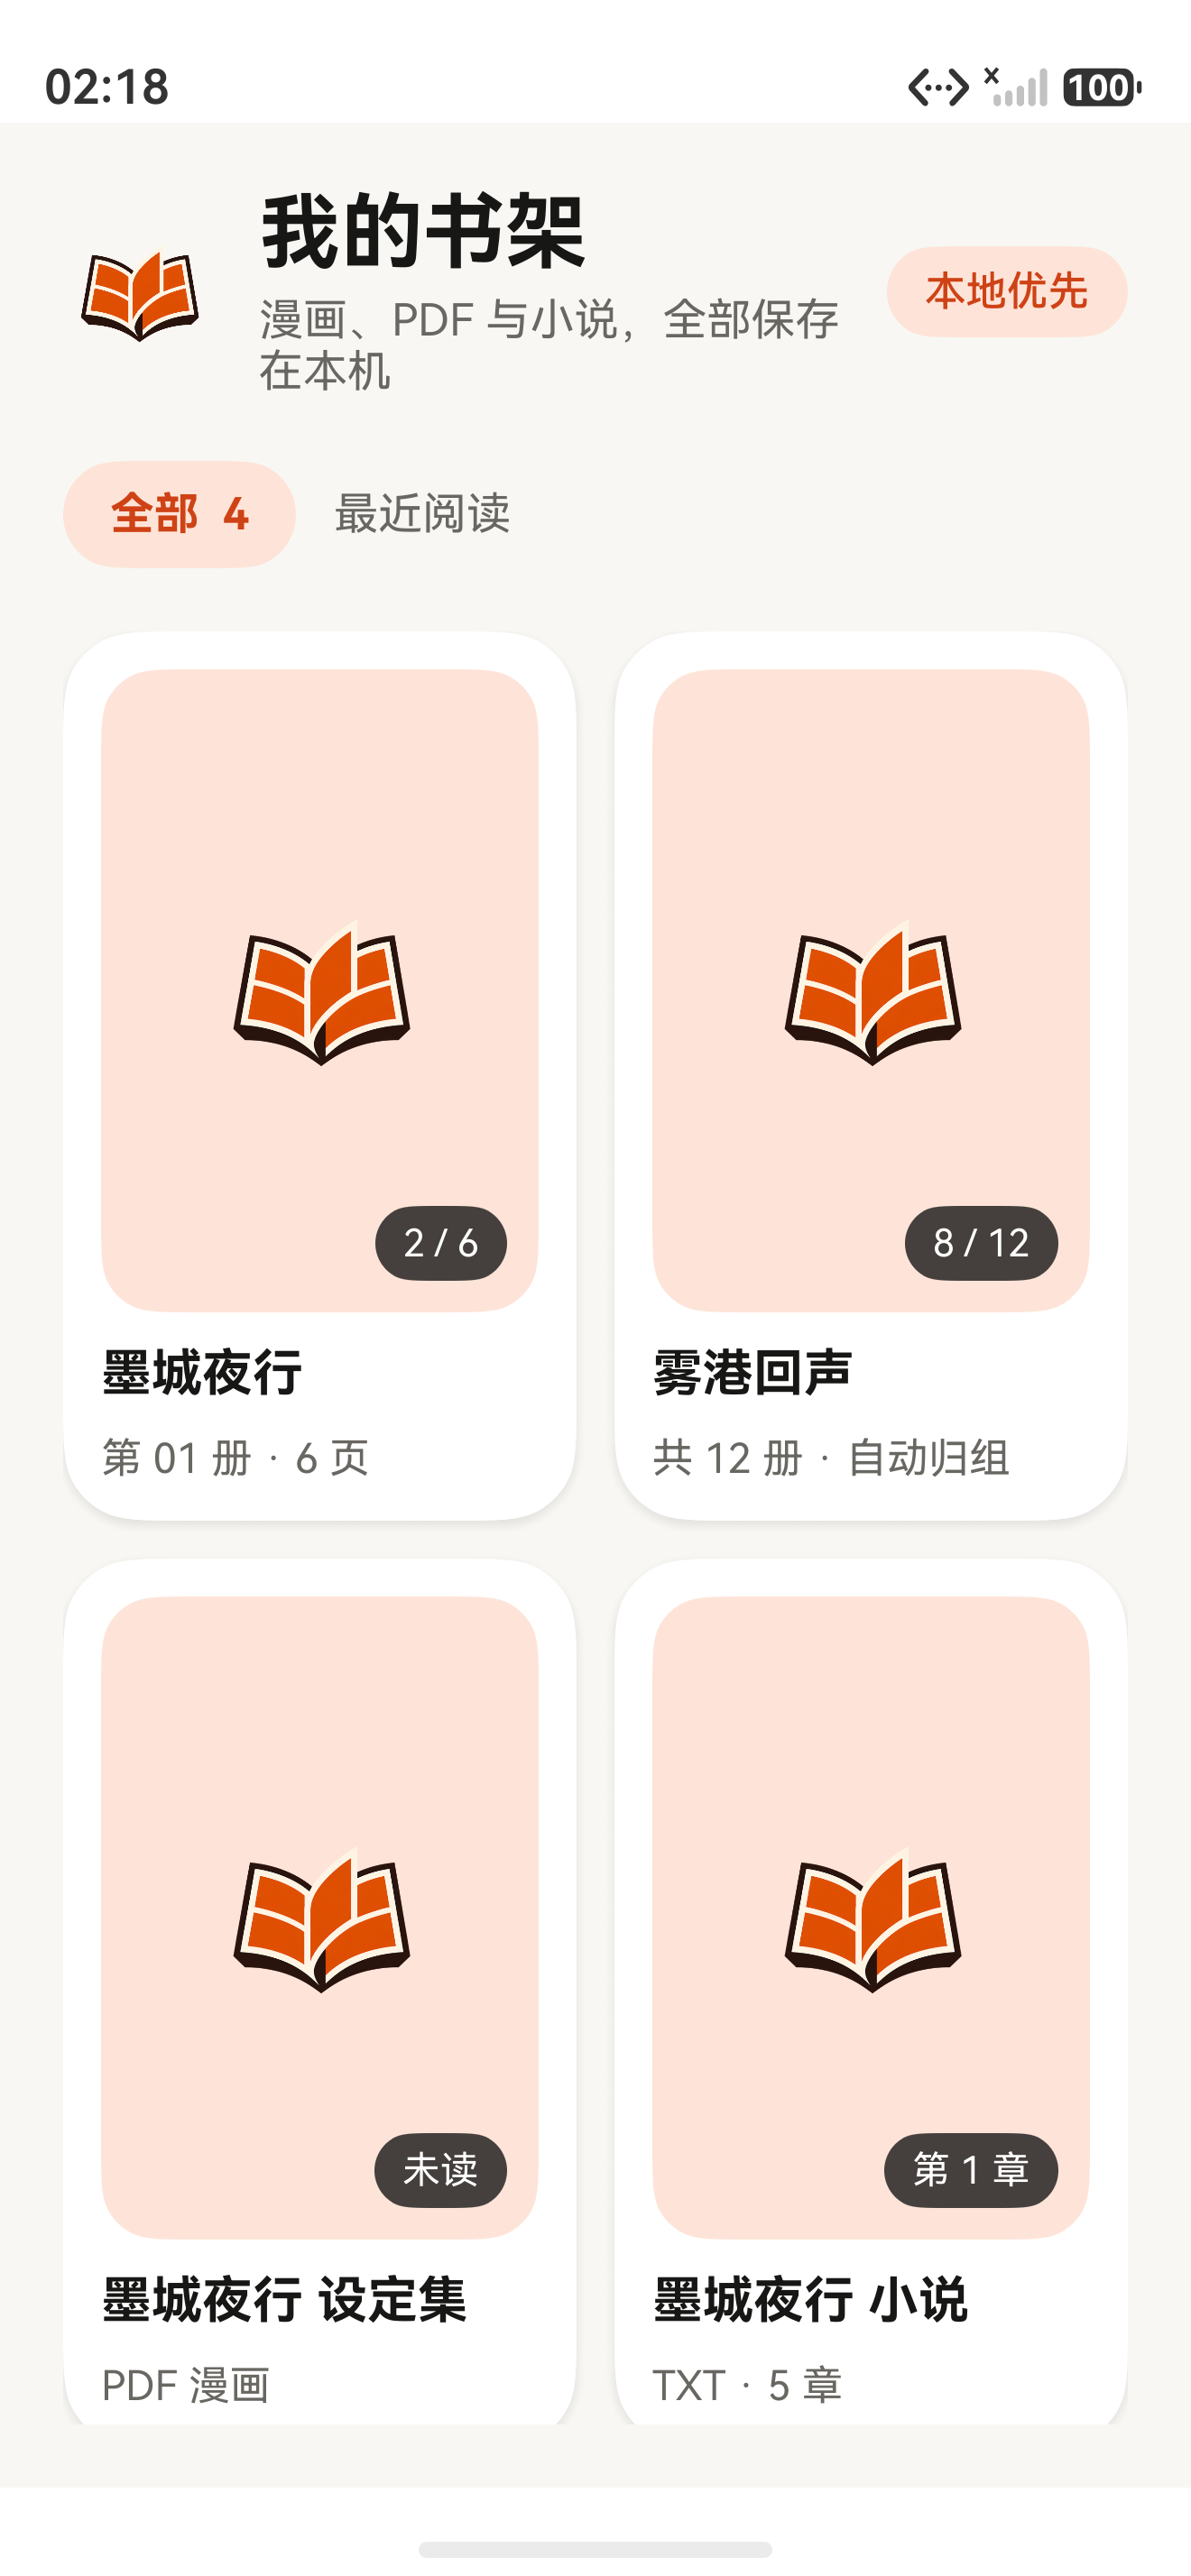 02:18
100
我的书架
漫画、PDF 与小说，全部保存
在本机
本地优先
全部 4
最近阅读
2 / 6
8 / 12
墨城夜行
雾港回声
第 01 册 · 6 页
共 12 册 · 自动归组
未读
第 1 章
墨城夜行 设定集
墨城夜行 小说
PDF 漫画
TXT · 5 章